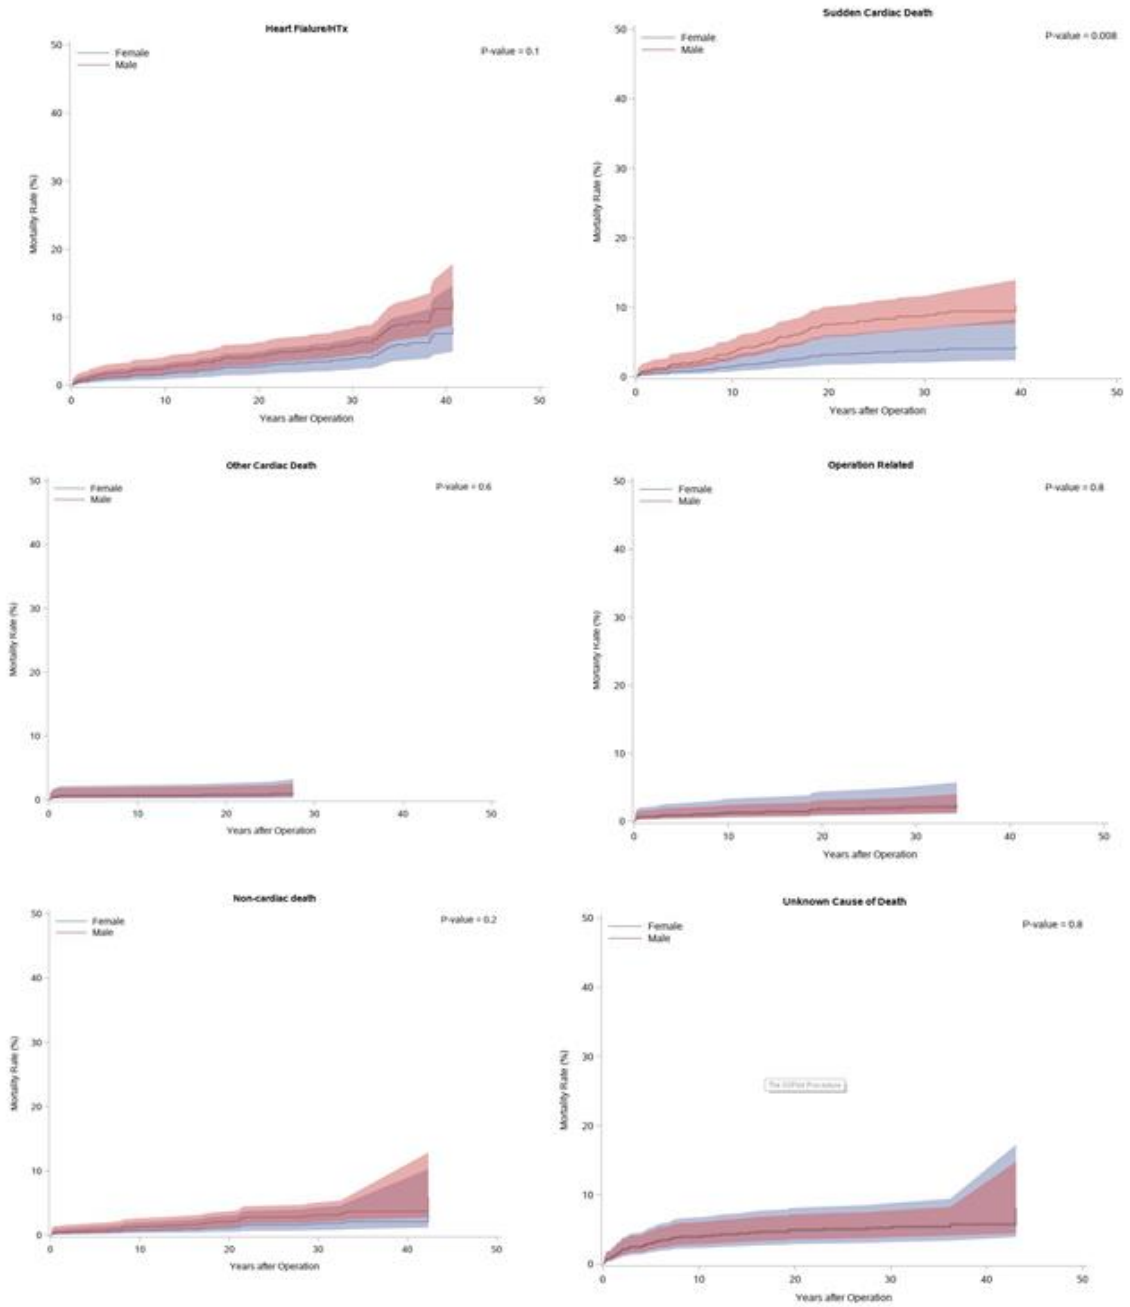 Heart Fialure/HTx
Female
Male
P-value = 0.1
Mortality Rate (%)
50
40
30
20
10
0
0 10 20 30 40 50
Years after Operation
Sudden Cardiac Death
Female
Male
P-value = 0.008
Mortality Rate (%)
50
40
30
20
10
0
0 10 20 30 40 50
Years after Operation
Other Cardiac Death
Female
Male
P-value = 0.6
Mortality Rate (%)
50
40
30
20
10
0
0 10 20 30 40 50
Years after Operation
Operation Related
Female
Male
P-value = 0.8
Mortality Rate (%)
50
40
30
20
10
0
0 10 20 30 40 50
Years after Operation
Non-cardiac death
Female
Male
P-value = 0.2
Mortality Rate (%)
50
40
30
20
10
0
0 10 20 30 40 50
Years after Operation
Unknown Cause of Death
Female
Male
P-value = 0.8
Mortality Rate (%)
50
40
30
20
10
0
The SGPlot Procedure
0 10 20 30 40 50
Years after Operation